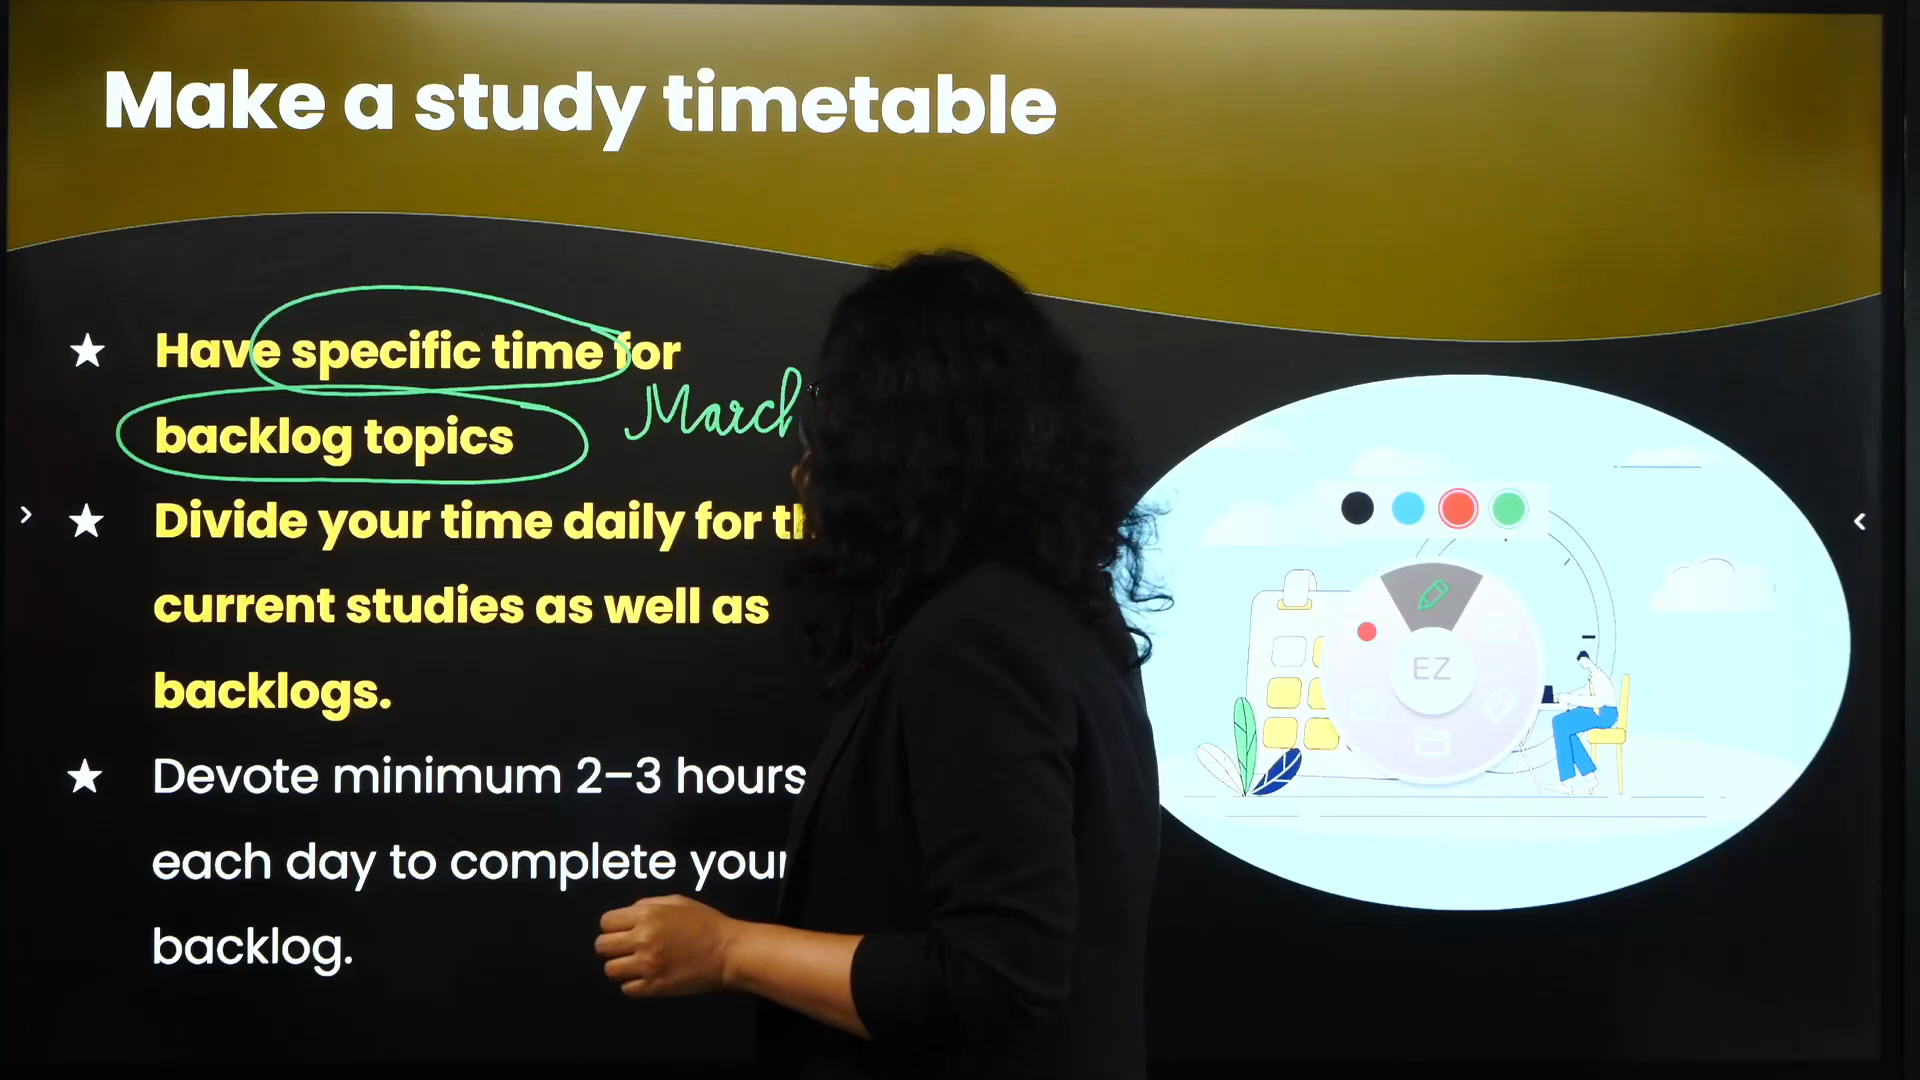 Make a study timetable
★ Have specific time for
March
backlog topics
★ Divide your time daily for
current studies as well as
backlogs.
★ Devote minimum 2–3 hours
each day to complete your
backlog.
EZ